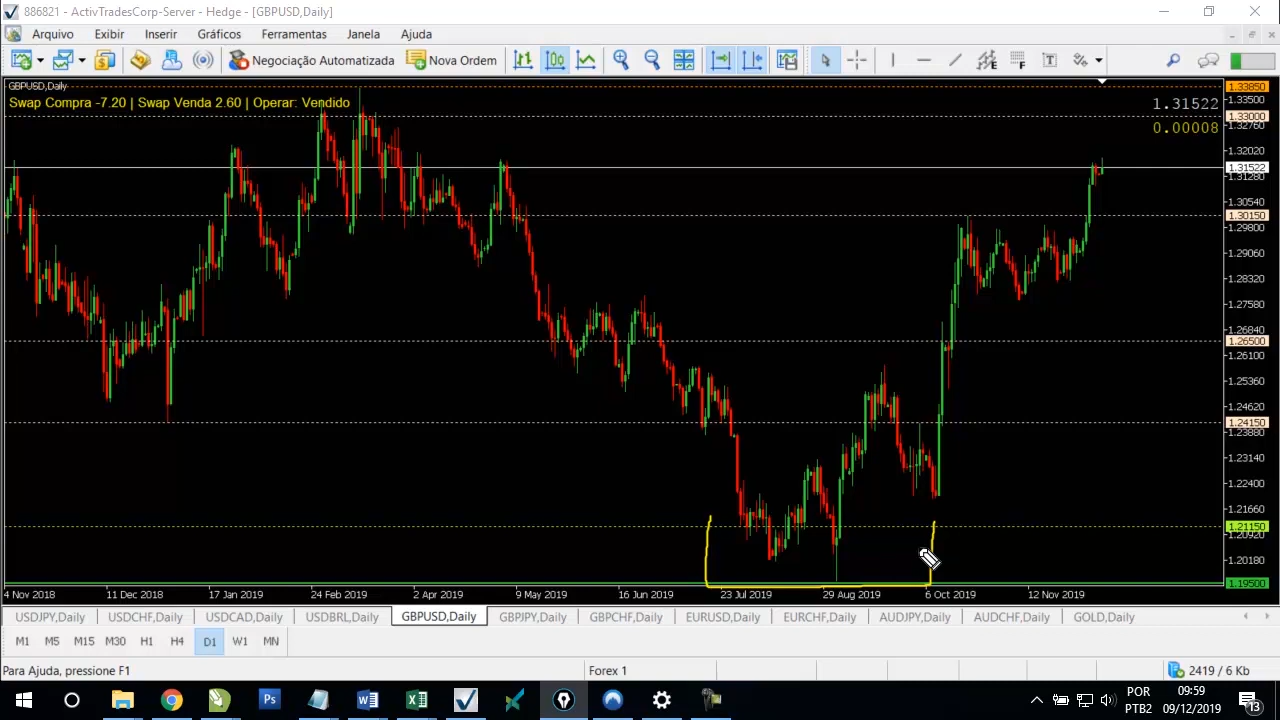 886821 - ActivTradesCorp-Server - Hedge - [GBPUSD,Daily]
Arquivo Exibir Inserir Gráficos Ferramentas Janela Ajuda
Negociação Automatizada Nova Ordem
GBPUSD,Daily
Swap Compra -7.20 | Swap Venda 2.60 | Operar: Vendido
1.31522
0.00008
1.33850
1.33500
1.33000
1.32760
1.32020
1.31522
1.31280
1.30540
1.30150
1.29800
1.29060
1.28320
1.27580
1.26840
1.26500
1.26100
1.25360
1.24620
1.24150
1.23880
1.23140
1.22400
1.21660
1.21150
1.20920
1.20180
1.19500
4 Nov 2018 11 Dec 2018 17 Jan 2019 24 Feb 2019 2 Apr 2019 9 May 2019 16 Jun 2019 23 Jul 2019 29 Aug 2019 6 Oct 2019 12 Nov 2019
USDJPY,Daily USDCHF,Daily USDCAD,Daily USDBRL,Daily GBPUSD,Daily GBPJPY,Daily GBPCHF,Daily EURUSD,Daily EURCHF,Daily AUDJPY,Daily AUDCHF,Daily GOLD,Daily
M1 M5 M15 M30 H1 H4 D1 W1 MN
Para Ajuda, pressione F1 Forex 1 2419 / 6 Kb
POR 09:59
PTB2 09/12/2019 13